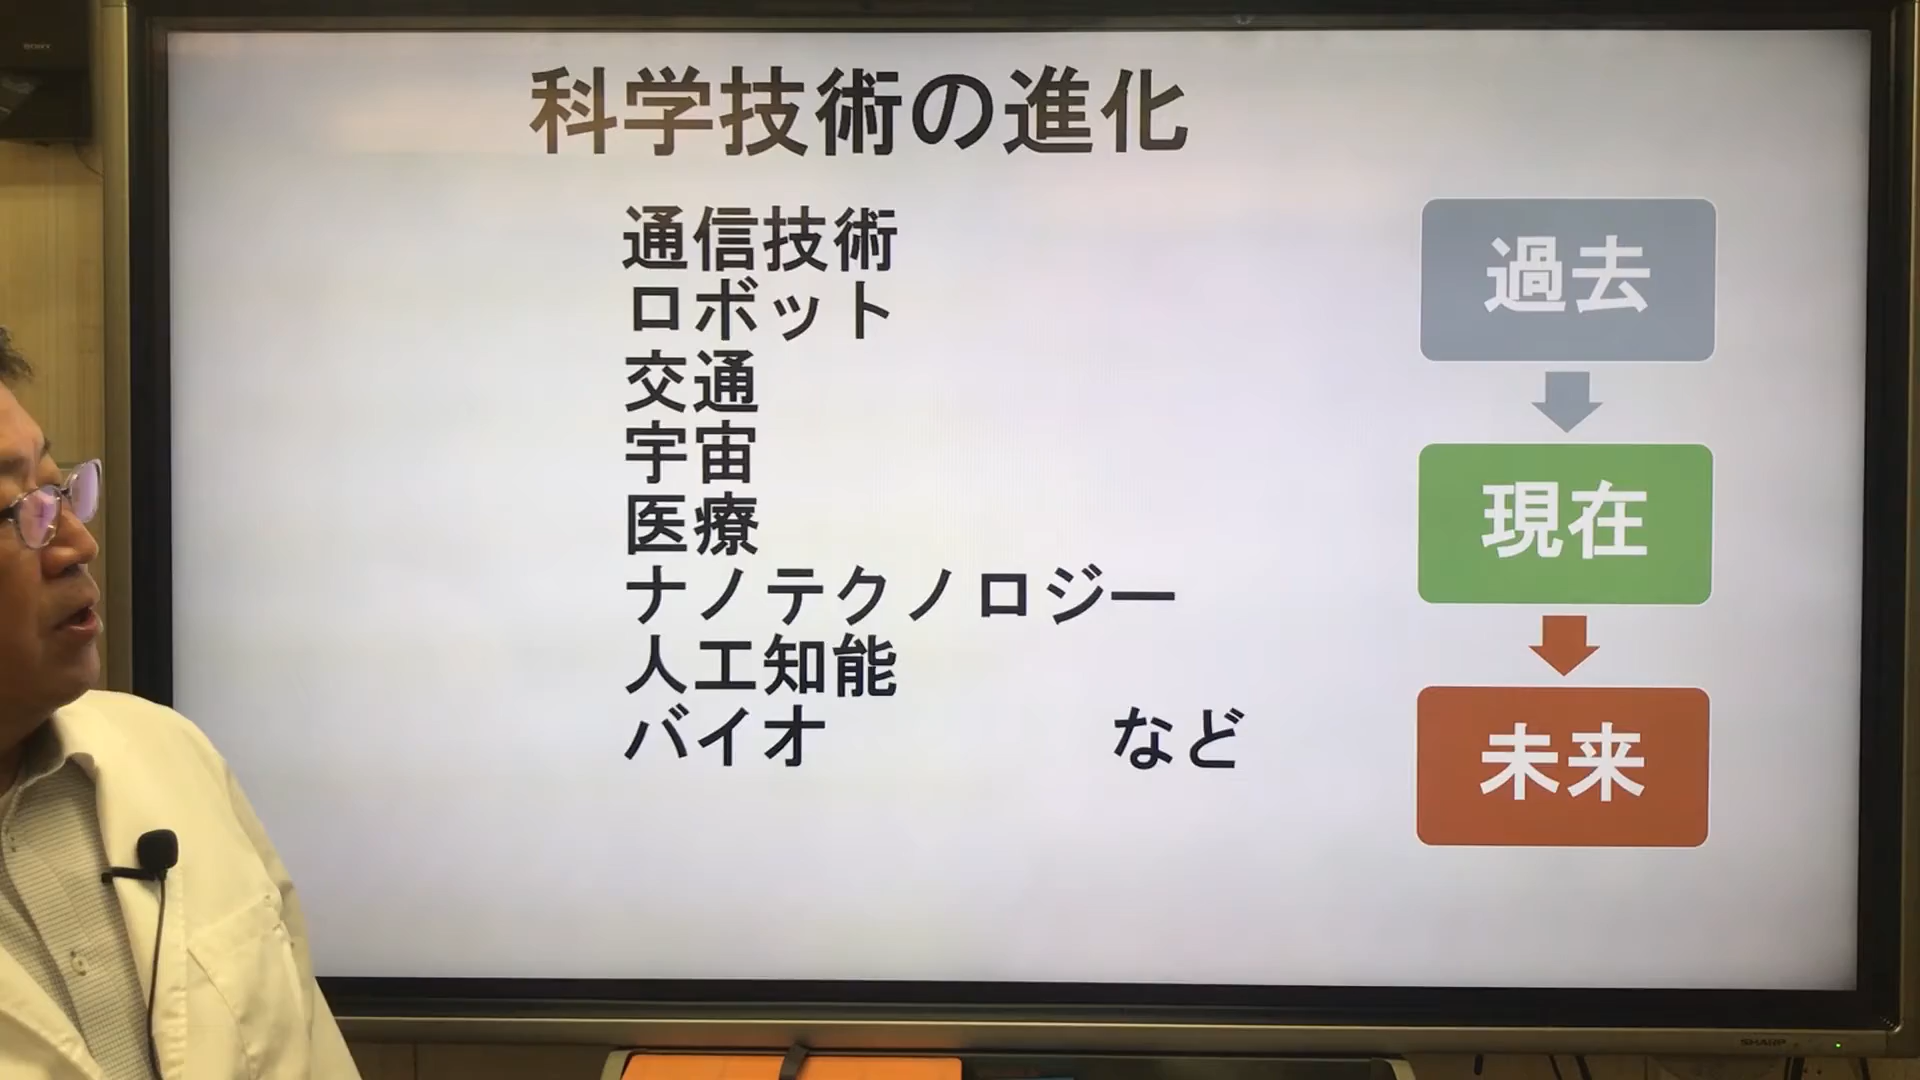 SONY
科学技術の進化
通信技術
ロボット
交通
宇宙
医療
ナノテクノロジー
人工知能
バイオ など
過去
現在
未来
SHARP